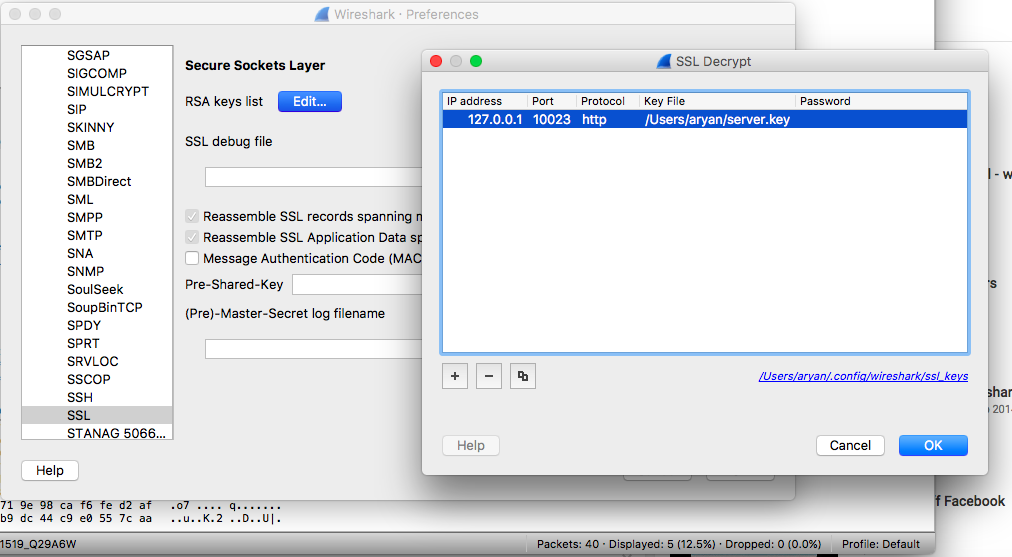 Wireshark · Preferences
SGSAP
SIGCOMP
SIMULCRYPT
SIP
SKINNY
SMB
SMB2
SMBDirect
SML
SMPP
SMTP
SNA
SNMP
SoulSeek
SoupBinTCP
SPDY
SPRT
SRVLOC
SSCOP
SSH
SSL
STANAG 5066...
Help
Secure Sockets Layer
RSA keys list Edit...
SSL debug file
Reassemble SSL records spanning
Reassemble SSL Application Data sp
Message Authentication Code (MAC
Pre-Shared-Key
(Pre)-Master-Secret log filename
SSL Decrypt
IP address Port Protocol Key File Password
127.0.0.1 10023 http /Users/aryan/server.key
+ −
/Users/aryan/.config/wireshark/ssl_keys
Help Cancel OK
l - w
rs
shar
201
ff Facebook
71 9e 98 ca f6 fe d2 af .o7 .... q.......
b9 dc 44 c9 e0 55 7c aa ..u..K.2 ..D..U|.
1519_Q29A6W
Packets: 40 · Displayed: 5 (12.5%) · Dropped: 0 (0.0%) Profile: Default